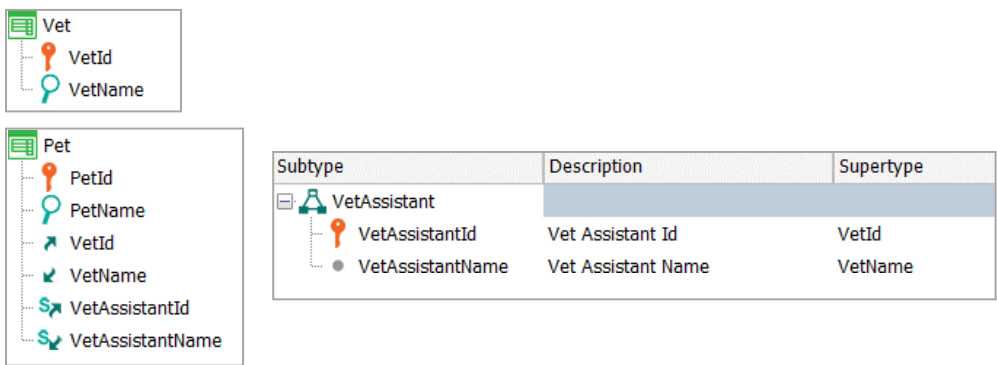 Vet
VetId
VetName
Pet
PetId
PetName
VetId
VetName
VetAssistantId
VetAssistantName
Subtype Description Supertype
VetAssistant
VetAssistantId Vet Assistant Id VetId
VetAssistantName Vet Assistant Name VetName